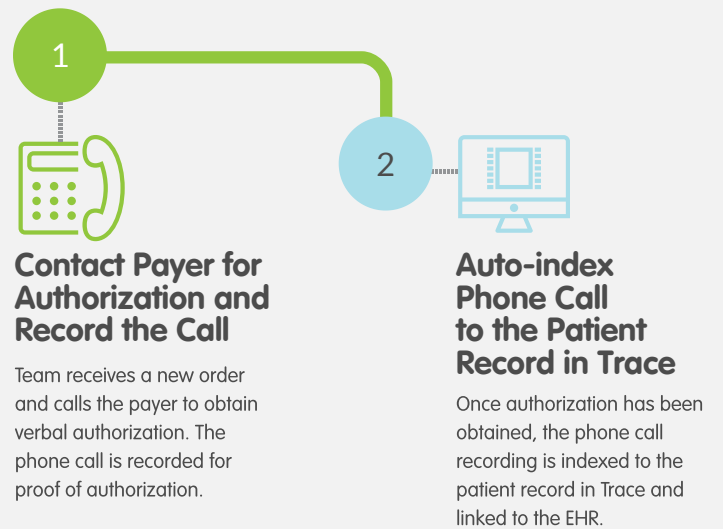 1
Contact Payer for
Authorization and
Record the Call
Team receives a new order
and calls the payer to obtain
verbal authorization. The
phone call is recorded for
proof of authorization.
2
Auto-index
Phone Call
to the Patient
Record in Trace
Once authorization has been
obtained, the phone call
recording is indexed to the
patient record in Trace and
linked to the EHR.